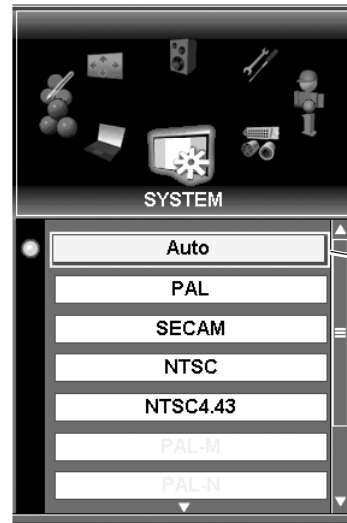 SYSTEM
Auto
PAL
SECAM
NTSC
NTSC4.43
PAL-M
PAL-N